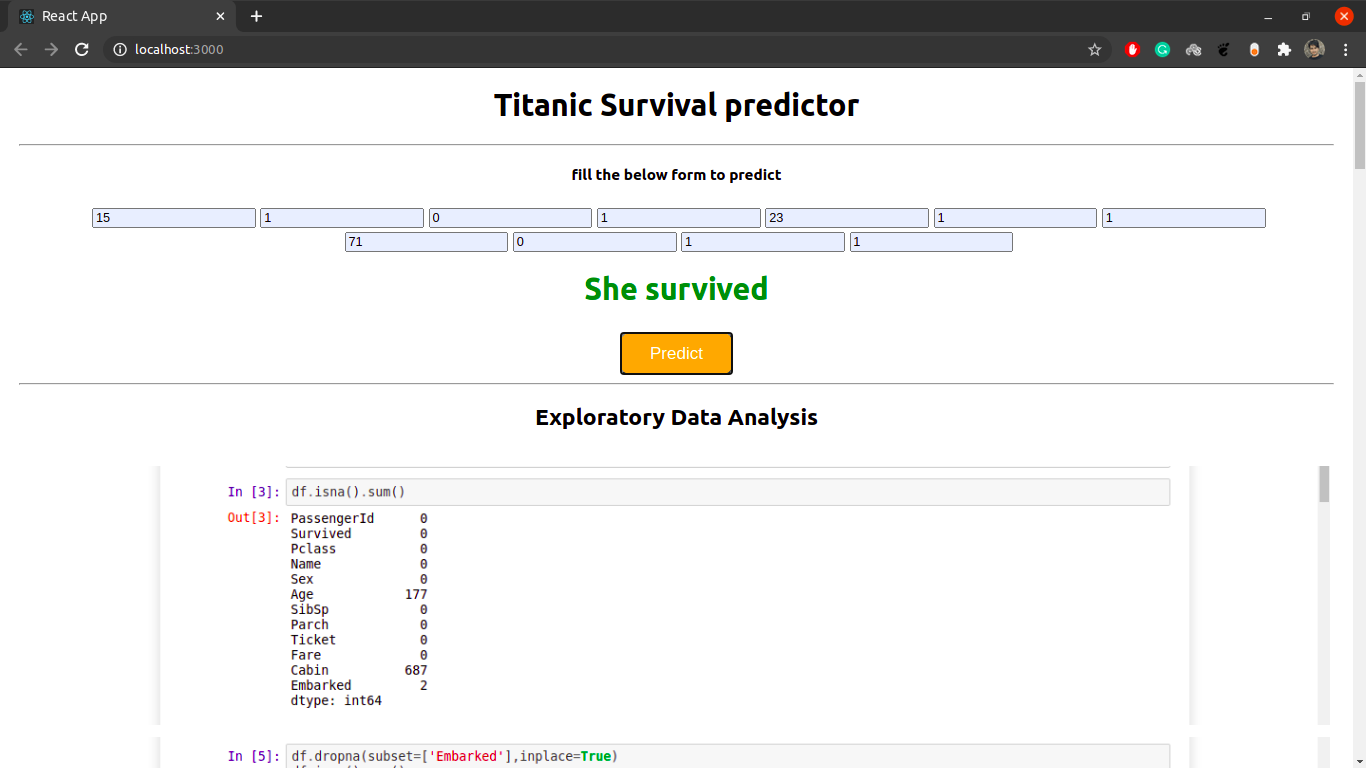 React App
localhost:3000
Titanic Survival predictor
fill the below form to predict
15 1 0 1 23 1 1
71 0 1 1
She survived
Predict
Exploratory Data Analysis
In [3]: df.isna().sum()
Out[3]: PassengerId 0
Survived 0
Pclass 0
Name 0
Sex 0
Age 177
SibSp 0
Parch 0
Ticket 0
Fare 0
Cabin 687
Embarked 2
dtype: int64
In [5]: df.dropna(subset=['Embarked'],inplace=True)